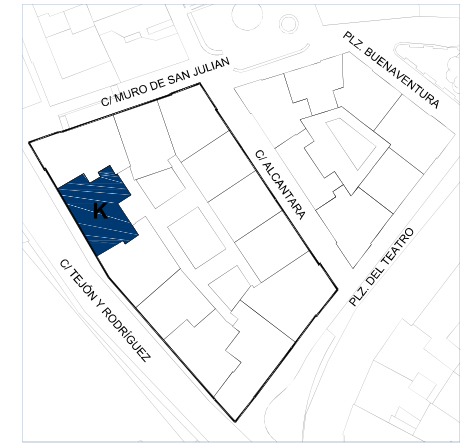 PLZ. BUENAVENTURA
C/ MURO DE SAN JULIAN
C/ ALCANTARA
K
PLZ. DEL TEATRO
C/ TEJÓN Y RODRÍGUEZ